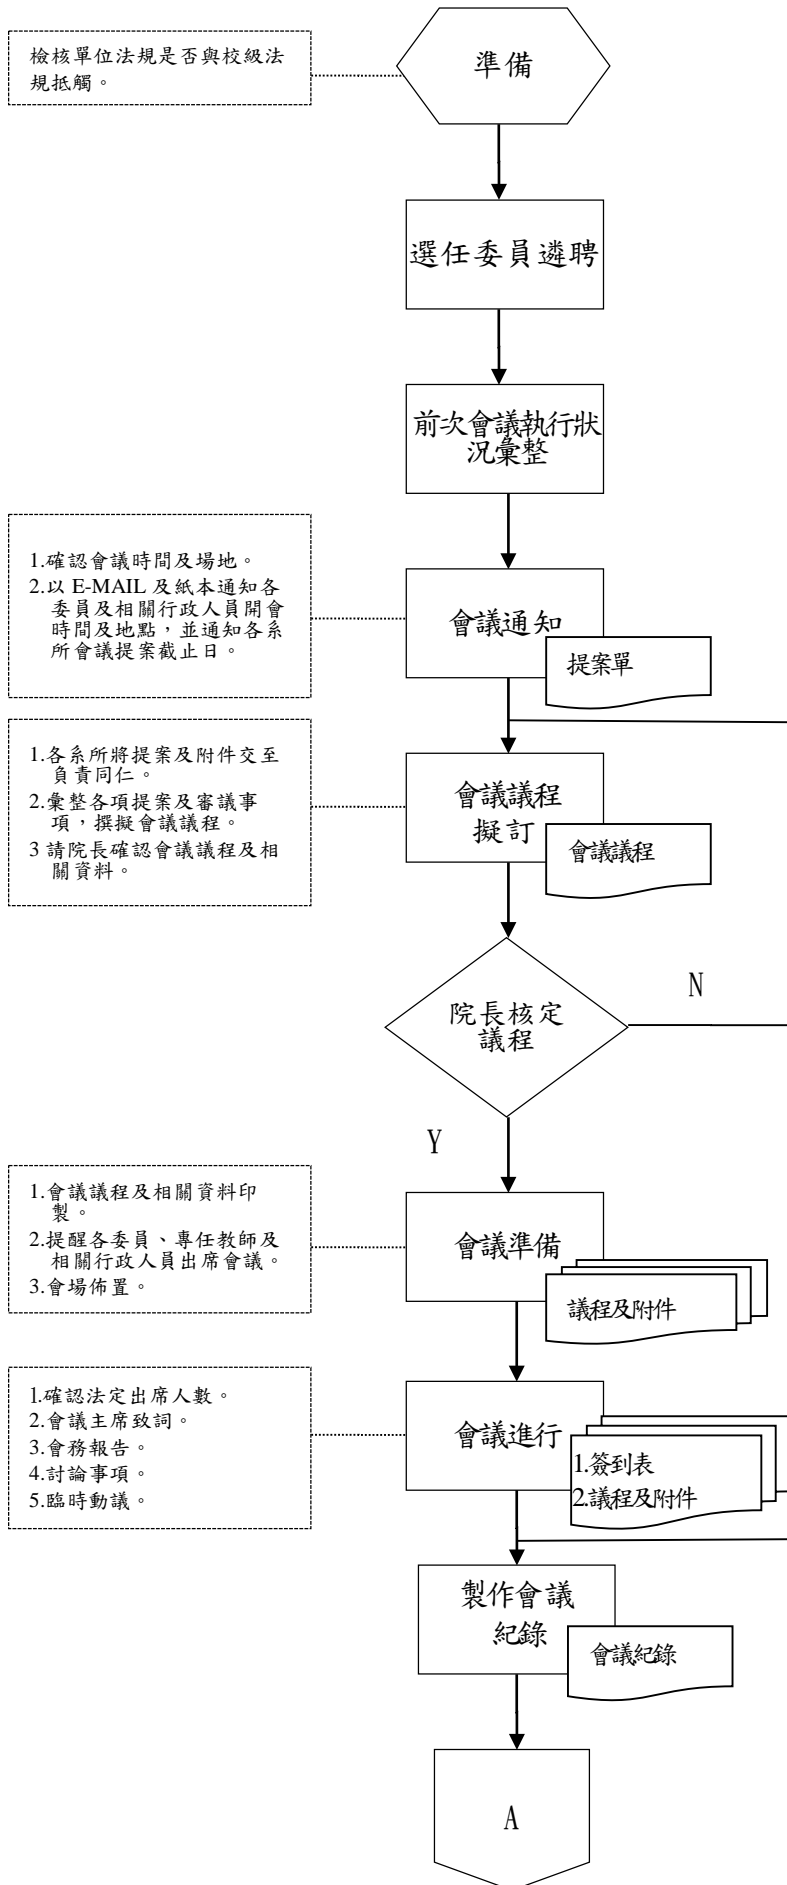 檢核單位法規是否與校級法
規抵觸。
準備
選任委員遴聘
前次會議執行狀
況彙整
1.確認會議時間及場地。
2.以 E-MAIL 及紙本通知各
委員及相關行政人員開會
時間及地點，並通知各系
所會議提案截止日。
會議通知
提案單
1.各系所將提案及附件交至
負責同仁。
2.彙整各項提案及審議事
項，撰擬會議議程。
3 請院長確認會議議程及相
關資料。
會議議程
擬訂
會議議程
院長核定
議程
N
Y
1.會議議程及相關資料印
製。
2.提醒各委員、專任教師及
相關行政人員出席會議。
3.會場佈置。
會議準備
議程及附件
1.確認法定出席人數。
2.會議主席致詞。
3.會務報告。
4.討論事項。
5.臨時動議。
會議進行
1.簽到表
2.議程及附件
製作會議
紀錄
會議紀錄
A